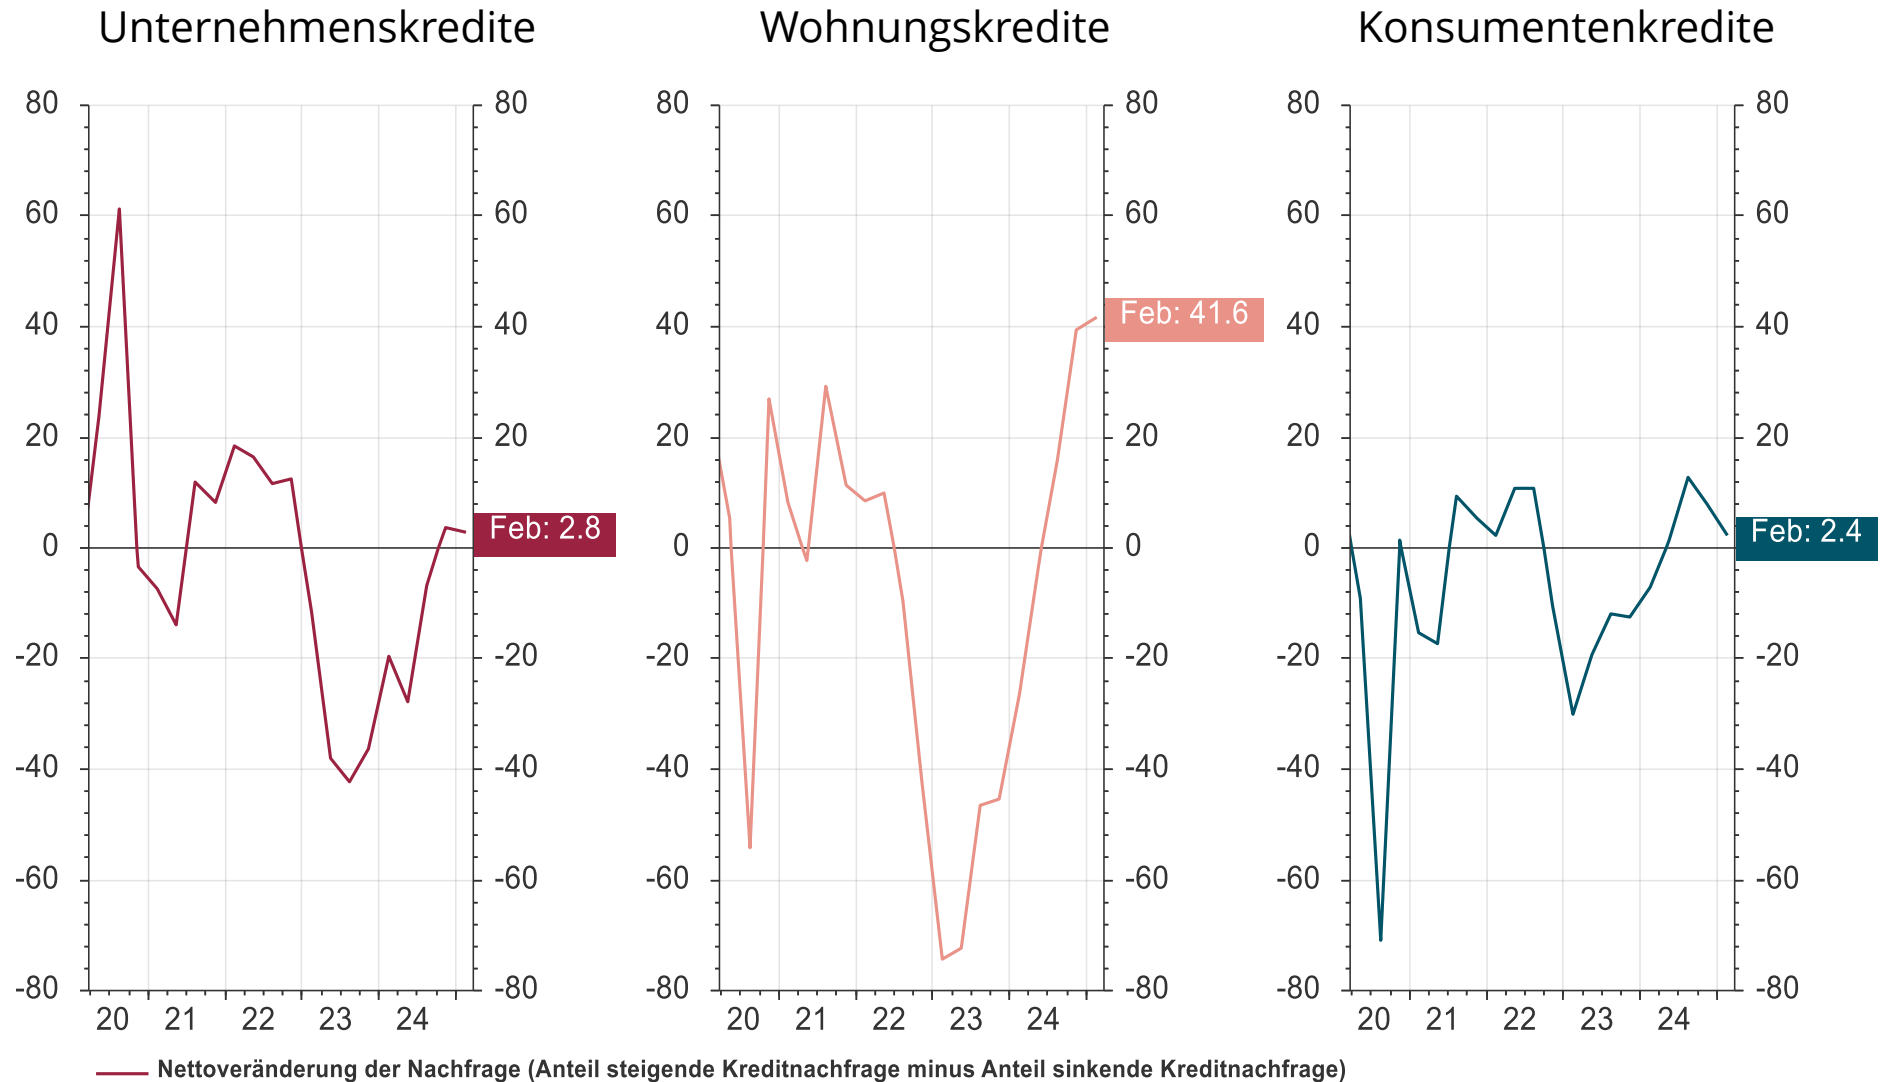 Unternehmenskredite Wohnungskredite Konsumentenkredite
80 80 80 80 80 80
60 60 60 60 60 60
Feb: 41.6
40 40 40 40 40 40
20 20 20 20 20 20
Feb: 2.8 Feb: 2.4
0 0 0 0
-20 -20 -20 -20 -20 -20
-40 -40 -40 -40 -40 -40
-60 -60 -60 -60 -60 -60
-80 -80 -80 -80 -80 -80
20 21 22 23 24 20 21 22 23 24 20 21 22 23 24
Nettoveränderung der Nachfrage (Anteil steigende Kreditnachfrage minus Anteil sinkende Kreditnachfrage)